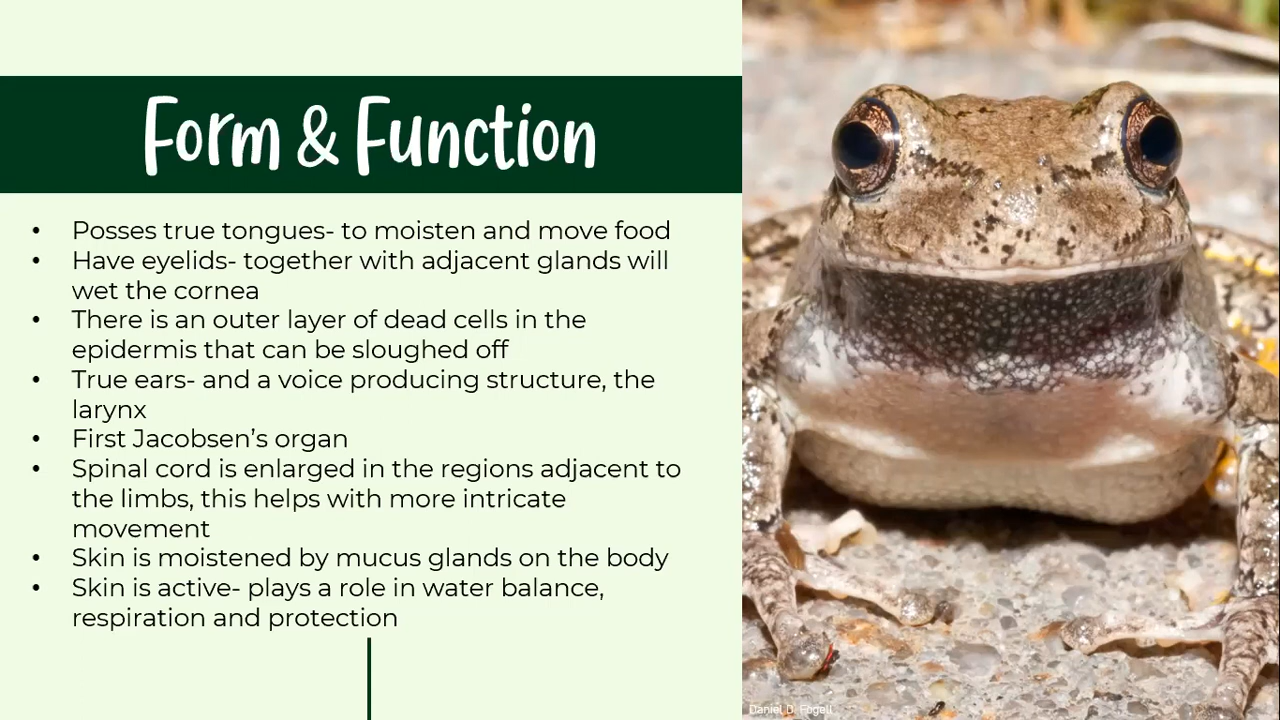 Form & Function
• Posses true tongues- to moisten and move food
• Have eyelids- together with adjacent glands will
wet the cornea
• There is an outer layer of dead cells in the
epidermis that can be sloughed off
• True ears- and a voice producing structure, the
larynx
• First Jacobsen’s organ
• Spinal cord is enlarged in the regions adjacent to
the limbs, this helps with more intricate
movement
• Skin is moistened by mucus glands on the body
• Skin is active- plays a role in water balance,
respiration and protection
Daniel D. Fogell